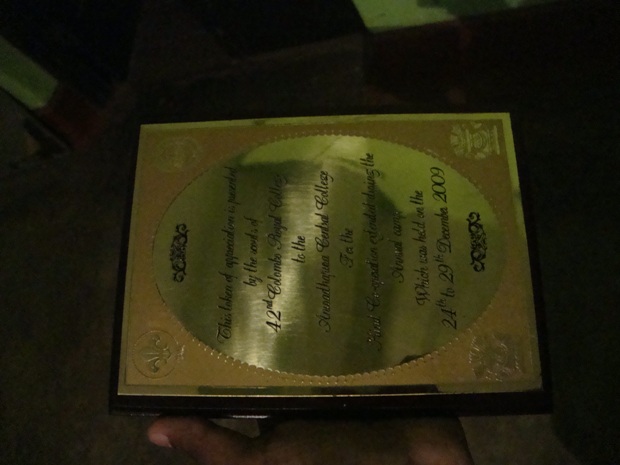 This token of appreciation is presented
by the scouts of
42nd Colombo Royal College
to the
Anuradhapura Central College
For the
Kind Co-operation extended during the
Annual camp
Which was held on the
24th to 29th December 2009